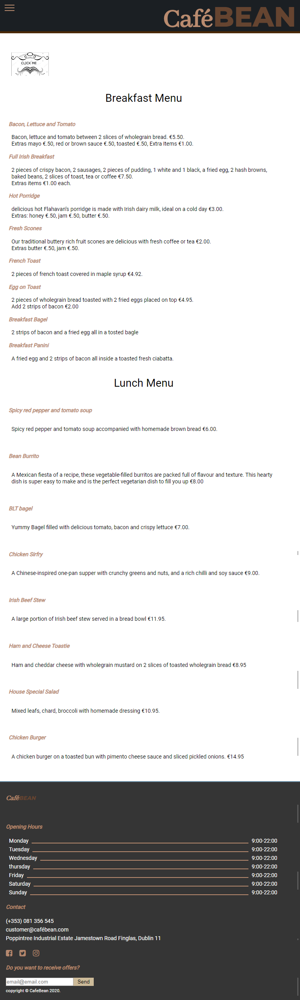 CaféBEAN
CLICK ME
Breakfast Menu
Bacon, Lettuce and Tomato
Bacon, lettuce and tomato between 2 slices of wholegrain bread. €5.50.
Extras mayo €.50, red or brown sauce €.50, toasted €.50, Extra Items €1.00.
Full Irish Breakfast
2 pieces of crispy bacon, 2 sausages, 2 pieces of pudding, 1 white and 1 black, a fried egg, 2 hash browns,
baked beans, 2 slices of toast, tea or coffee €7.50.
Extras items €1.00 each.
Hot Porridge
delicious hot Flahavan’s porridge is made with Irish dairy milk, ideal on a cold day €3.00.
Extras: honey €.50, jam €.50, butter €.50.
Fresh Scones
Our traditional buttery rich fruit scones are delicious with fresh coffee or tea €2.00.
Extras butter €.50, jam €.50.
French Toast
2 pieces of french toast covered in maple syrup €4.92.
Egg on Toast
2 pieces of wholegrain bread toasted with 2 fried eggs placed on top €4.95.
Add 2 strips of bacon €2.00
Breakfast Bagel
2 strips of bacon and a fried egg all in a tosted bagle
Breakfast Panini
A fried egg and 2 strips of bacon all inside a toasted fresh ciabatta.
Lunch Menu
Spicy red pepper and tomato soup
Spicy red pepper and tomato soup accompanied with homemade brown bread €6.00.
Bean Burrito
A Mexican fiesta of a recipe, these vegetable-filled burritos are packed full of flavour and texture. This hearty
dish is super easy to make and is the perfect vegetarian dish to fill you up €8.00
BLT bagel
Yummy Bagel filled with delicious tomato, bacon and crispy lettuce €7.00.
Chicken Sirfry
A Chinese-inspired one-pan supper with crunchy greens and nuts, and a rich chilli and soy sauce €9.00.
Irish Beef Stew
A large portion of Irish beef stew served in a bread bowl €11.95.
Ham and Cheese Toastie
Ham and cheddar cheese with wholegrain mustard on 2 slices of toasted wholegrain bread €8.95
House Special Salad
Mixed leafs, chard, broccoli with homemade dressing €10.95.
Chicken Burger
A chicken burger on a toasted bun with pimento cheese sauce and sliced pickled onions. €14.95
CaféBEAN
Opening Hours
Monday 9:00-22:00
Tuesday 9:00-22:00
Wednesday 9:00-22:00
thursday 9:00-22:00
Friday 9:00-22:00
Saturday 9:00-22:00
Sunday 9:00-22:00
Contact
(+353) 081 356 545
customer@cafébean.com
Poppintree Industrial Estate Jamestown Road Finglas, Dublin 11
Do you want to receive offers?
email@email.com Send
copyright © CafeBean 2020.